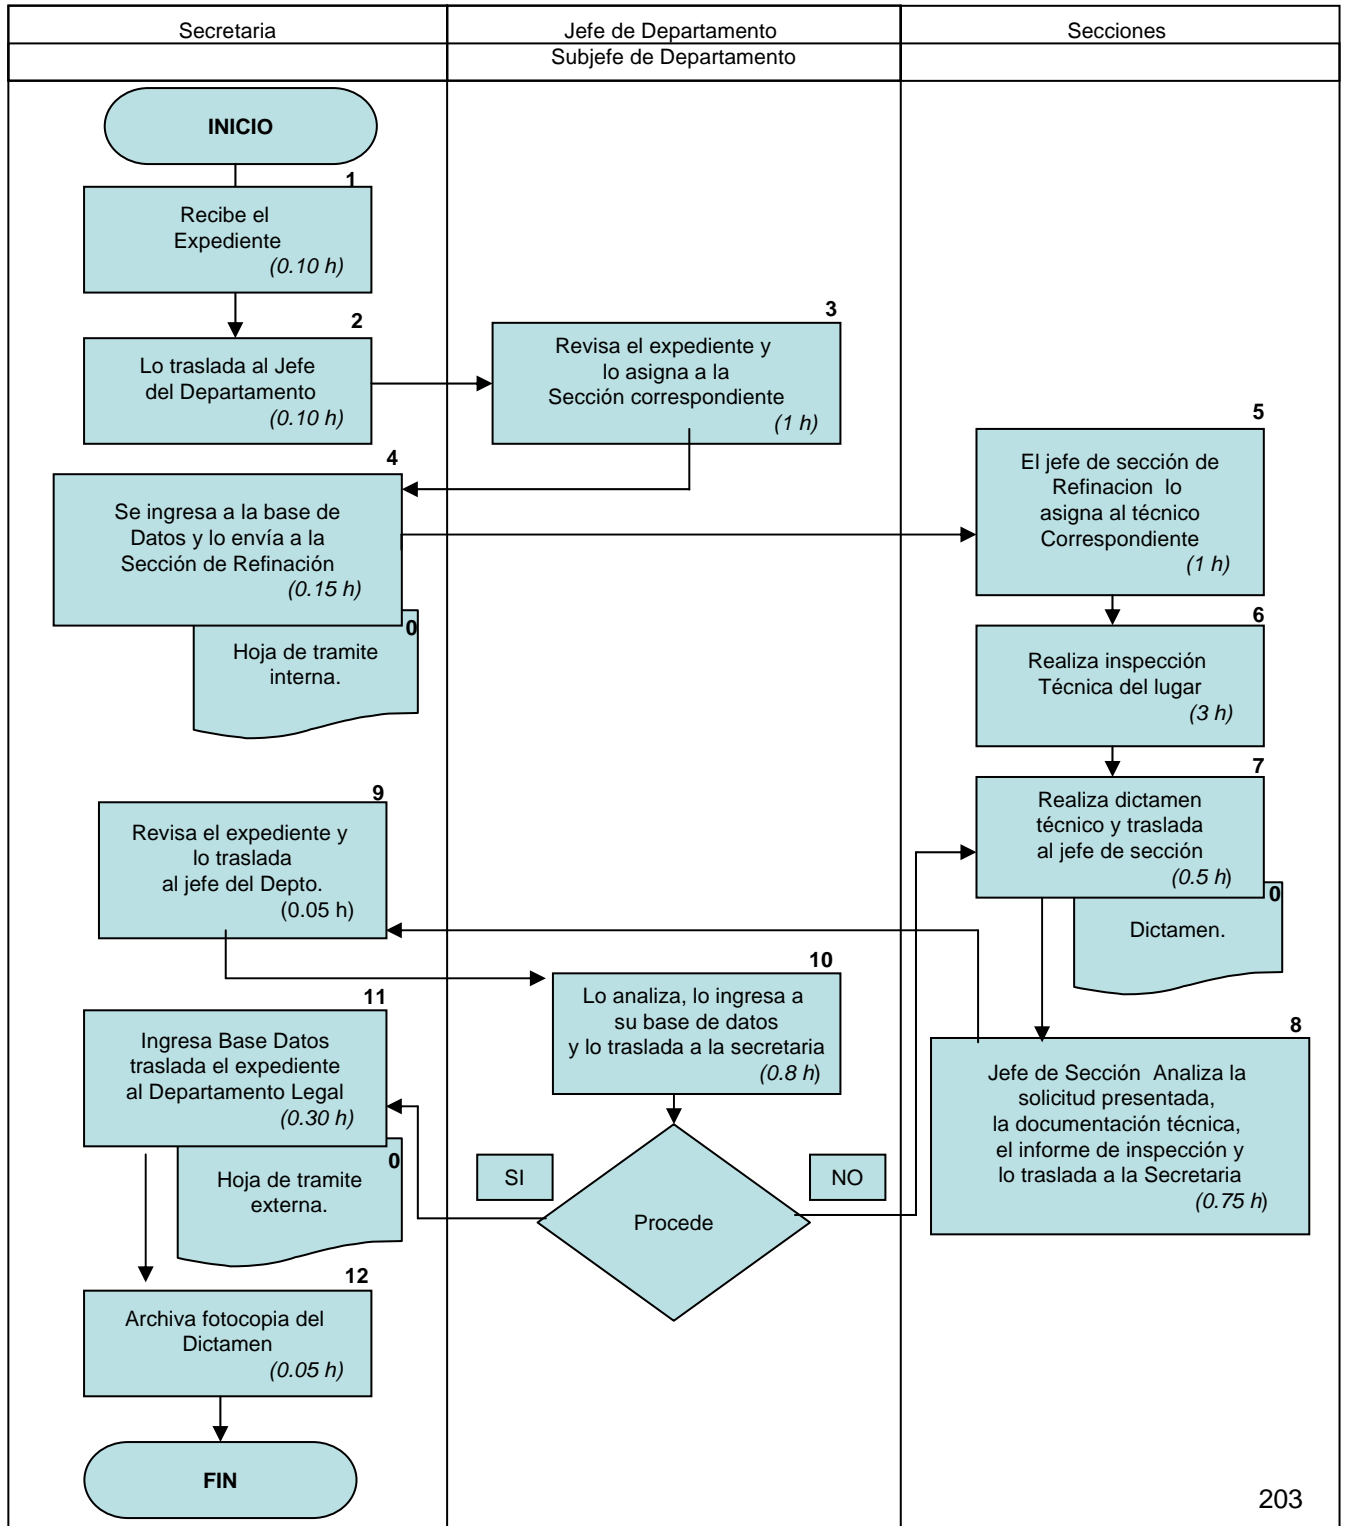 Secretaria
Jefe de Departamento
Subjefe de Departamento
Secciones
INICIO
1
Recibe el
Expediente
(0.10 h)
2
Lo traslada al Jefe
del Departamento
(0.10 h)
3
Revisa el expediente y
lo asigna a la
Sección correspondiente
(1 h)
4
Se ingresa a la base de
Datos y lo envía a la
Sección de Refinación
(0.15 h)
0
Hoja de tramite
interna.
5
El jefe de sección de
Refinacion lo
asigna al técnico
Correspondiente
(1 h)
6
Realiza inspección
Técnica del lugar
(3 h)
7
Realiza dictamen
técnico y traslada
al jefe de sección
(0.5 h)
0
Dictamen.
8
Jefe de Sección Analiza la
solicitud presentada,
la documentación técnica,
el informe de inspección y
lo traslada a la Secretaria
(0.75 h)
9
Revisa el expediente y
lo traslada
al jefe del Depto.
(0.05 h)
10
Lo analiza, lo ingresa a
su base de datos
y lo traslada a la secretaria
(0.8 h)
SI
Procede
NO
11
Ingresa Base Datos
traslada el expediente
al Departamento Legal
(0.30 h)
0
Hoja de tramite
externa.
12
Archiva fotocopia del
Dictamen
(0.05 h)
FIN
203